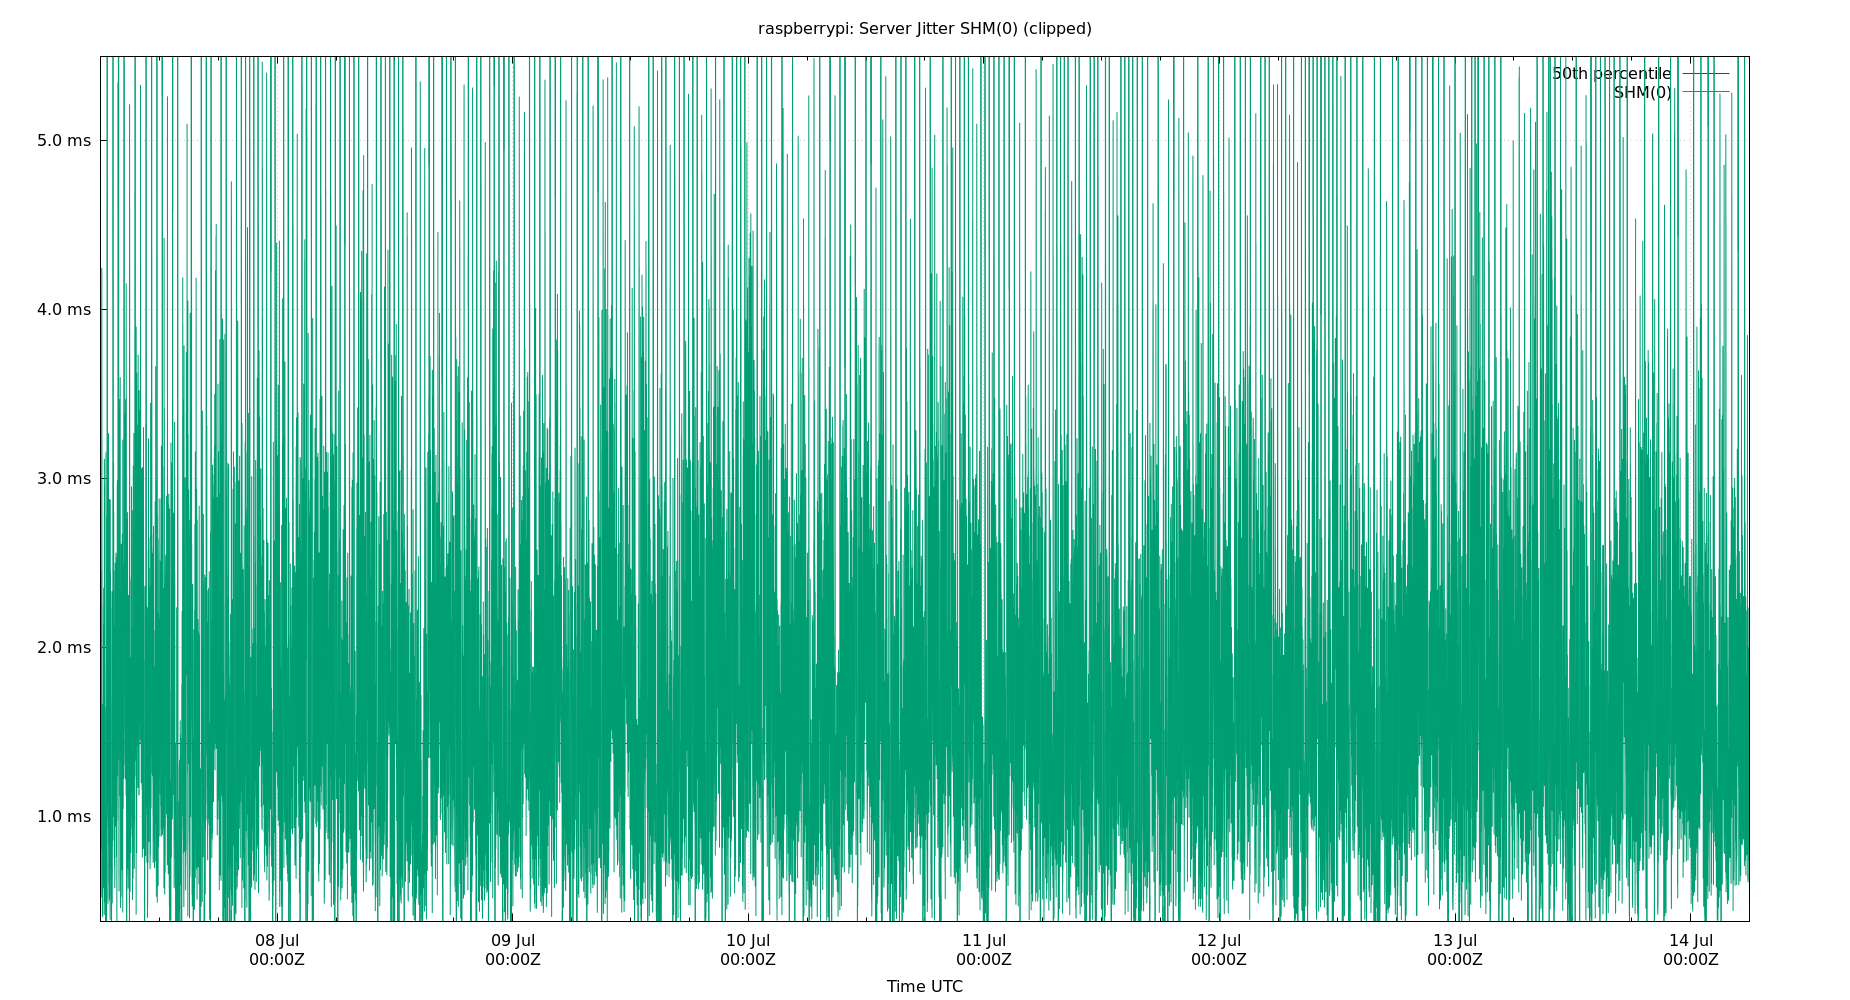 raspberrypi: Server Jitter SHM(0) (clipped)
50th percentile
SHM(0)
5.0 ms
4.0 ms
3.0 ms
2.0 ms
1.0 ms
08 Jul 09 Jul 10 Jul 11 Jul 12 Jul 13 Jul 14 Jul
00:00Z 00:00Z 00:00Z 00:00Z 00:00Z 00:00Z 00:00Z
Time UTC